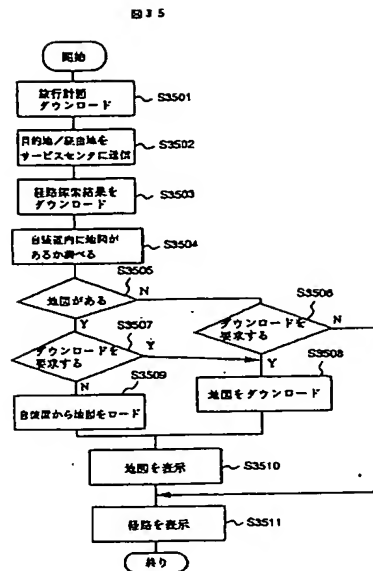 図35
開始
旅行計画
ダウンロード
S3501
目的地/経由地を
サービスセンタに送信
S3502
経路探索結果を
ダウンロード
S3503
自装置内に地図が
あるか調べる
S3504
S3505
地図がある
N
Y
S3506
ダウンロードを
要求する
N
Y
S3507
ダウンロードを
要求する
Y
N
S3508
地図をダウンロード
S3509
自装置から地図をロード
地図を表示
S3510
経路を表示
S3511
終り